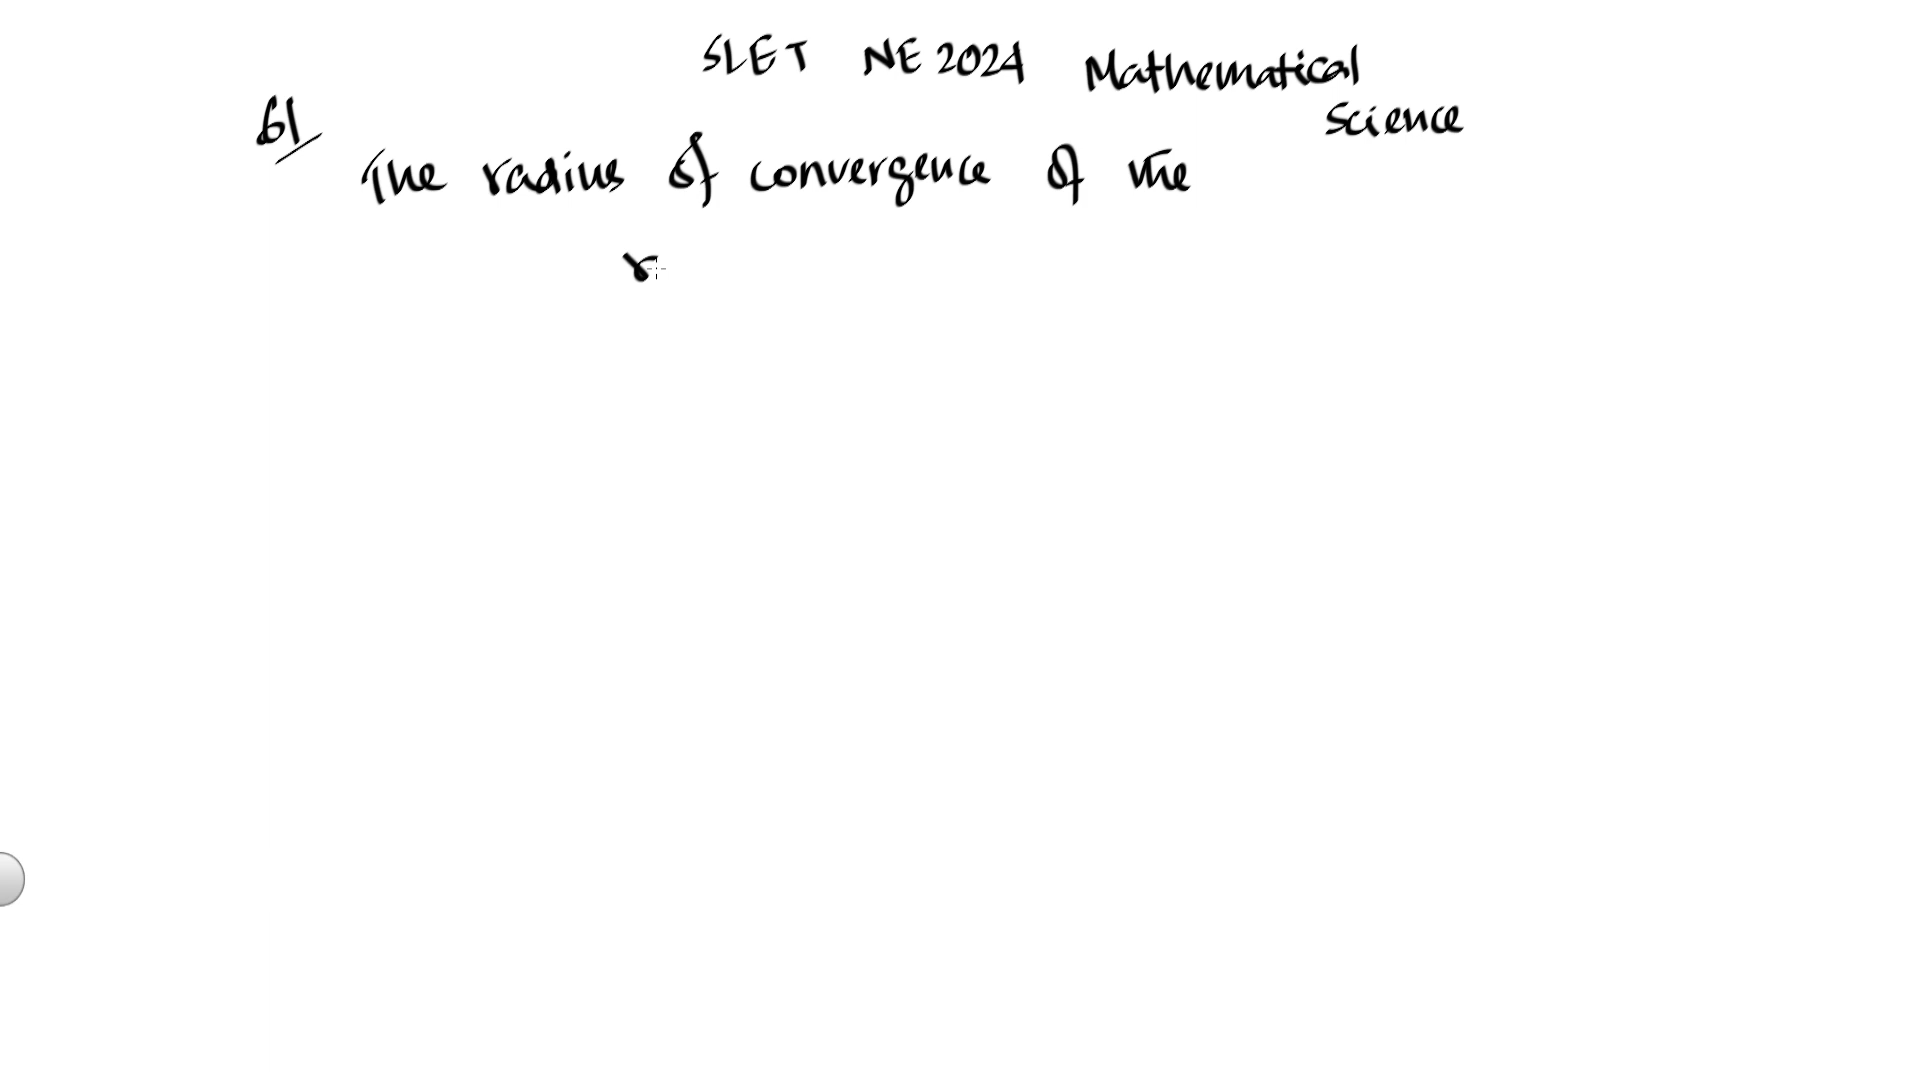 SLET NE 2024 Mathematical
Science
61
The radius of convergence of the